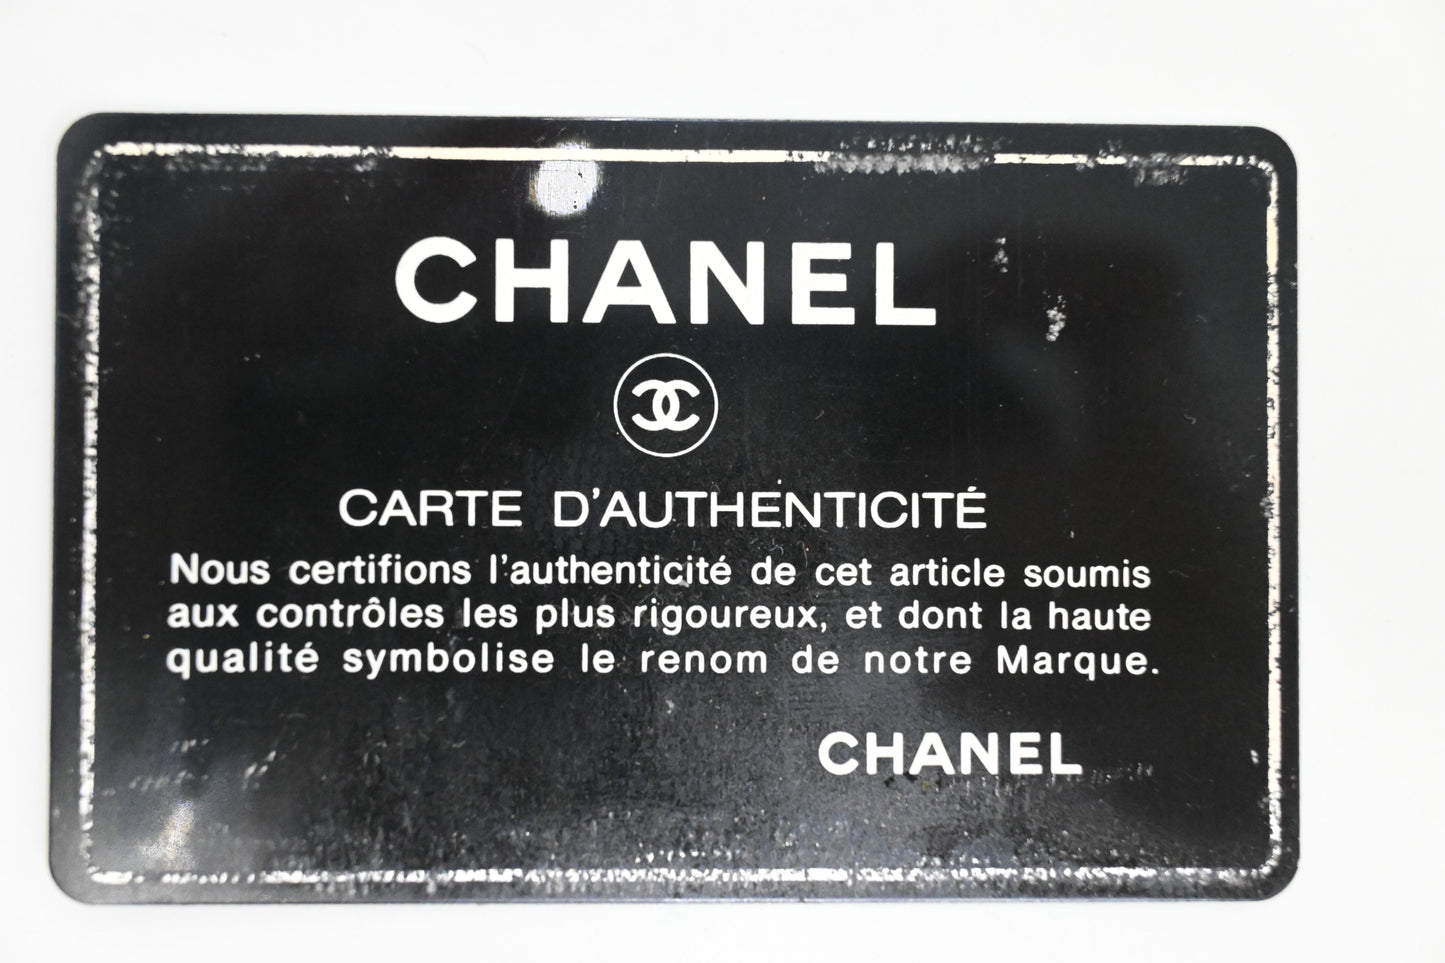 CHANEL
CARTE D'AUTHENTICITÉ
Nous certifions l'authenticité de cet article soumis
aux contrôles les plus rigoureux, et dont la haute
qualité symbolise le renom de notre Marque.
CHANEL